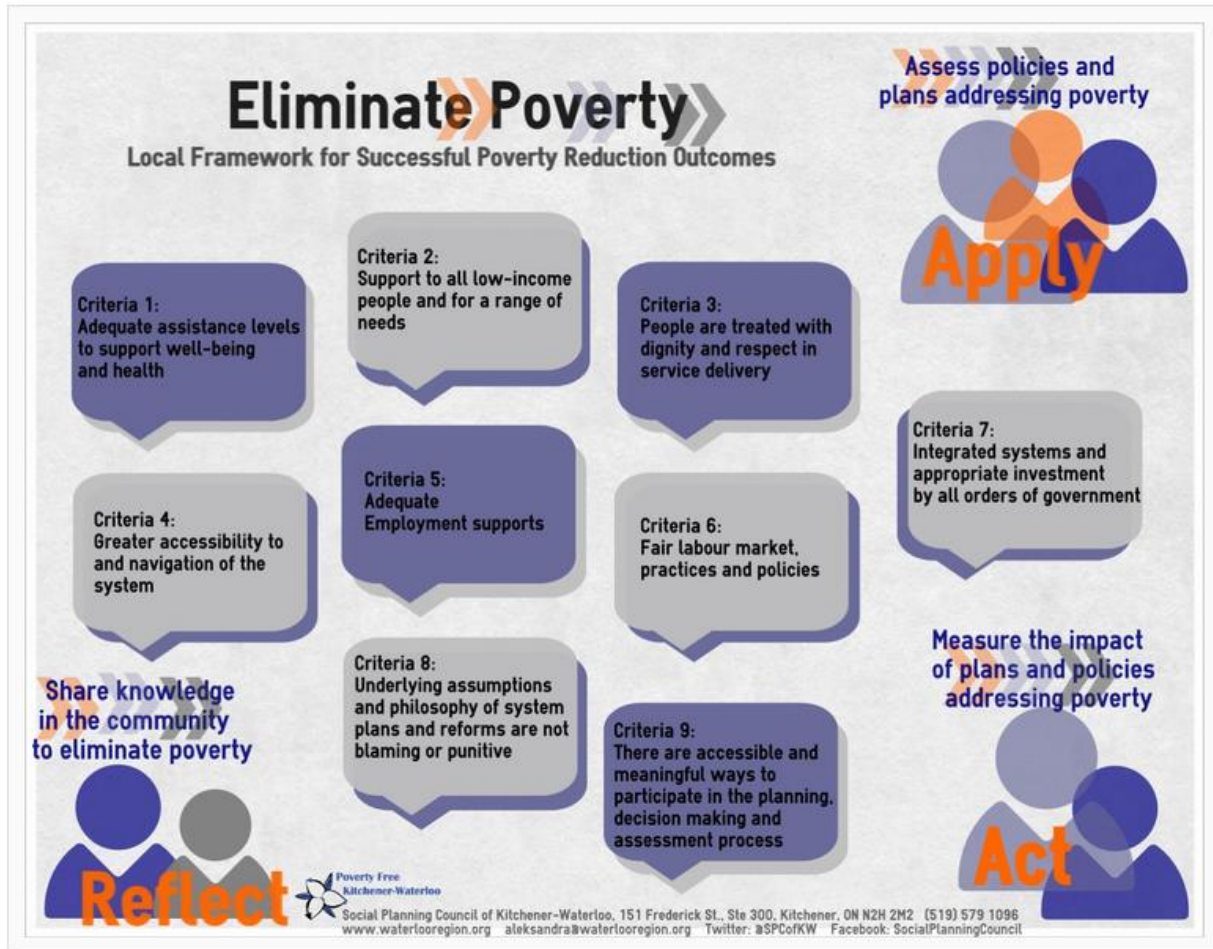 Eliminate Poverty
Local Framework for Successful Poverty Reduction Outcomes
Assess policies and
plans addressing poverty
Apply
Criteria 1:
Adequate assistance levels
to support well-being
and health
Criteria 2:
Support to all low-income
people and for a range of
needs
Criteria 3:
People are treated with
dignity and respect in
service delivery
Criteria 4:
Greater accessibility to
and navigation of the
system
Criteria 5:
Adequate
Employment supports
Criteria 6:
Fair labour market,
practices and policies
Criteria 7:
Integrated systems and
appropriate investment
by all orders of government
Criteria 8:
Underlying assumptions
and philosophy of system
plans and reforms are not
blaming or punitive
Criteria 9:
There are accessible and
meaningful ways to
participate in the planning,
decision making and
assessment process
Measure the impact
of plans and policies
addressing poverty
Act
Share knowledge
in the community
to eliminate poverty
Reflect
Poverty Free
Kitchener-Waterloo
Social Planning Council of Kitchener-Waterloo, 151 Frederick St., Ste 300, Kitchener, ON N2H 2M2 (519) 579 1096
www.waterlooregion.org aleksandra@waterlooregion.org Twitter: @SPCofKW Facebook: SocialPlanningCouncil